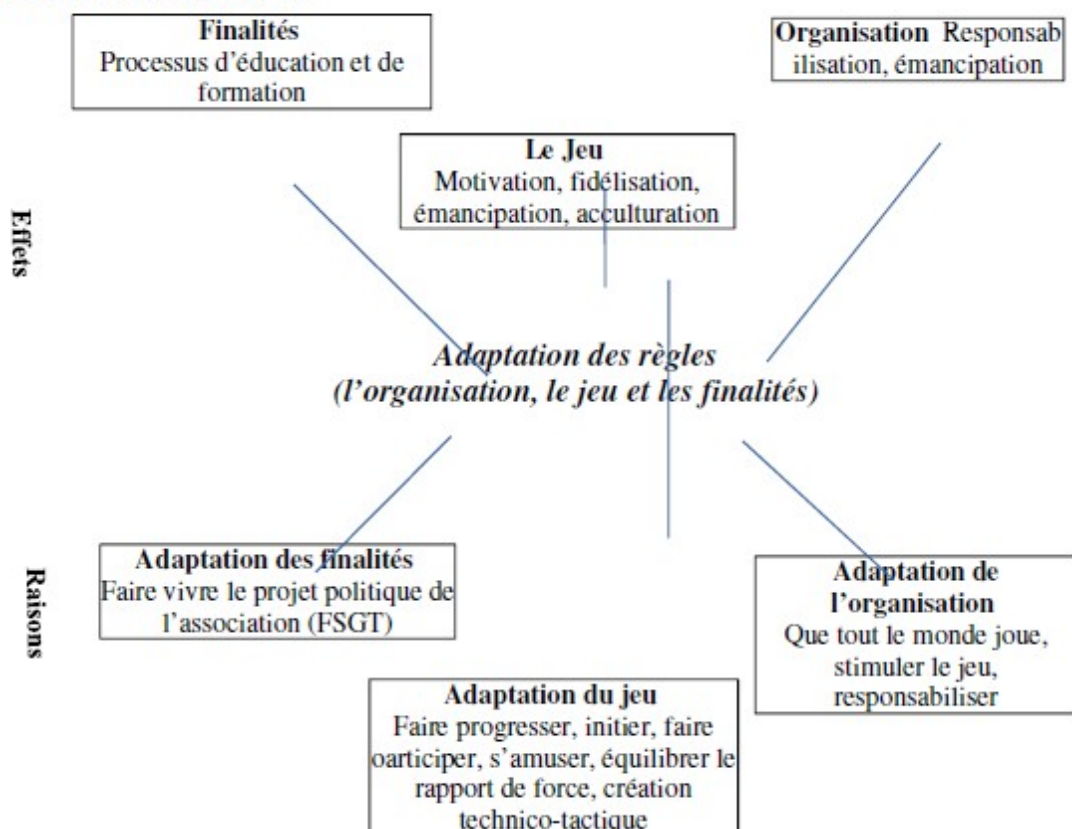 Finalités
Processus d'éducation et de
formation
Organisation Responsab
ilisation, émancipation
Le Jeu
Motivation, fidélisation,
émancipation, acculturation
Effets
Adaptation des règles
(l'organisation, le jeu et les finalités)
Raisons
Adaptation des finalités
Faire vivre le projet politique de
l'association (FSGT)
Adaptation de
l'organisation
Que tout le monde joue,
stimuler le jeu,
responsabiliser
Adaptation du jeu
Faire progresser, initier, faire
oarticiper, s'amuser, équilibrer le
rapport de force, création
technico-tactique